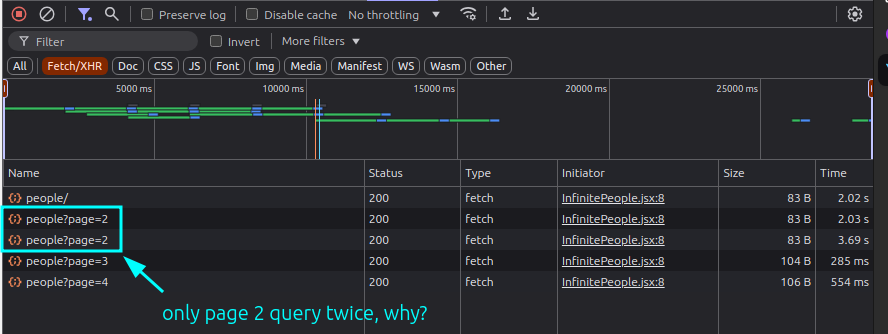 Preserve log Disable cache No throttling
Filter Invert More filters
All Fetch/XHR Doc CSS JS Font Img Media Manifest WS Wasm Other
5000 ms 10000 ms 15000 ms 20000 ms 25000 ms
Name Status Type Initiator Size Time
people/ 200 fetch InfinitePeople.jsx:8 83 B 2.02 s
people?page=2 200 fetch InfinitePeople.jsx:8 83 B 2.03 s
people?page=2 200 fetch InfinitePeople.jsx:8 83 B 3.69 s
people?page=3 200 fetch InfinitePeople.jsx:8 104 B 285 ms
people?page=4 200 fetch InfinitePeople.jsx:8 106 B 554 ms
only page 2 query twice, why?